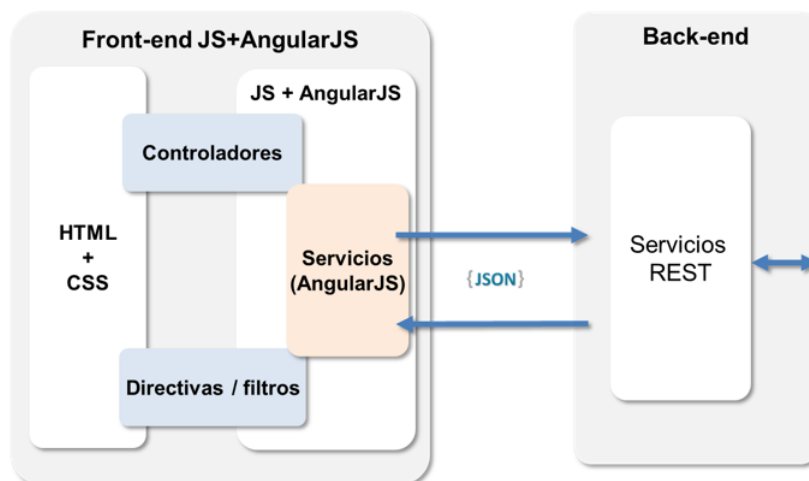 Front-end JS+AngularJS
Back-end
JS + AngularJS
Controladores
HTML
+
CSS
Servicios
(AngularJS)
{JSON}
Servicios
REST
Directivas / filtros